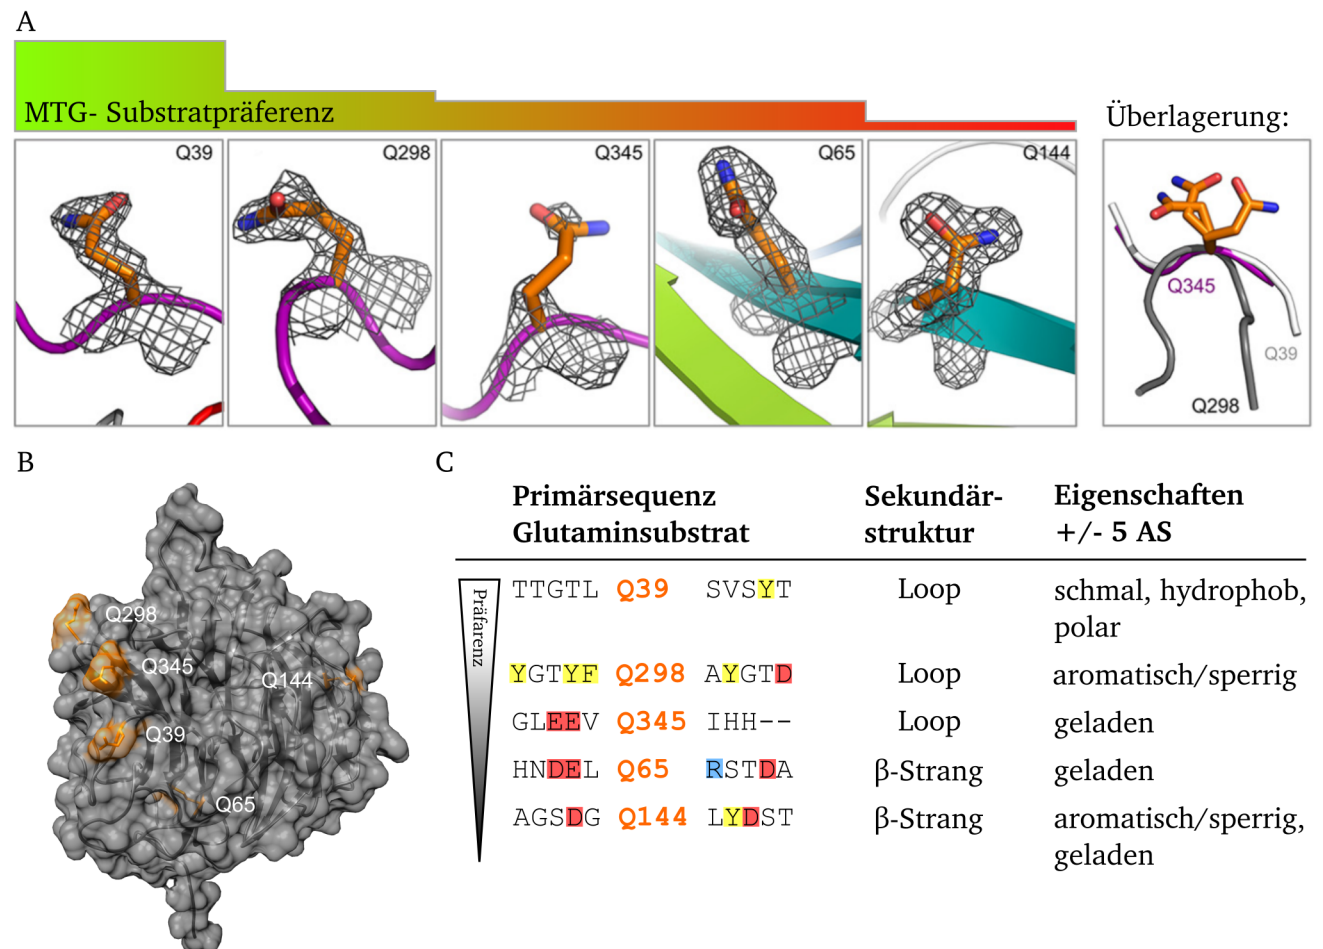 A
MTG- Substratpräferenz
Überlagerung:
Q39
Q298
Q345
Q65
Q144
Q345
Q39
Q298
B
Q298
Q345
Q144
Q39
Q65
C
Primärsequenz
Glutaminsubstrat
Sekundär-
struktur
Eigenschaften
+/- 5 AS
Präfarenz
TTGTL Q39 SVSYT Loop schmal, hydrophob,
polar
YGTYF Q298 AYGTD Loop aromatisch/sperrig
GLEEV Q345 IHH-- Loop geladen
HNDEL Q65 RSTDA β-Strang geladen
AGSDG Q144 LYDST β-Strang aromatisch/sperrig,
geladen